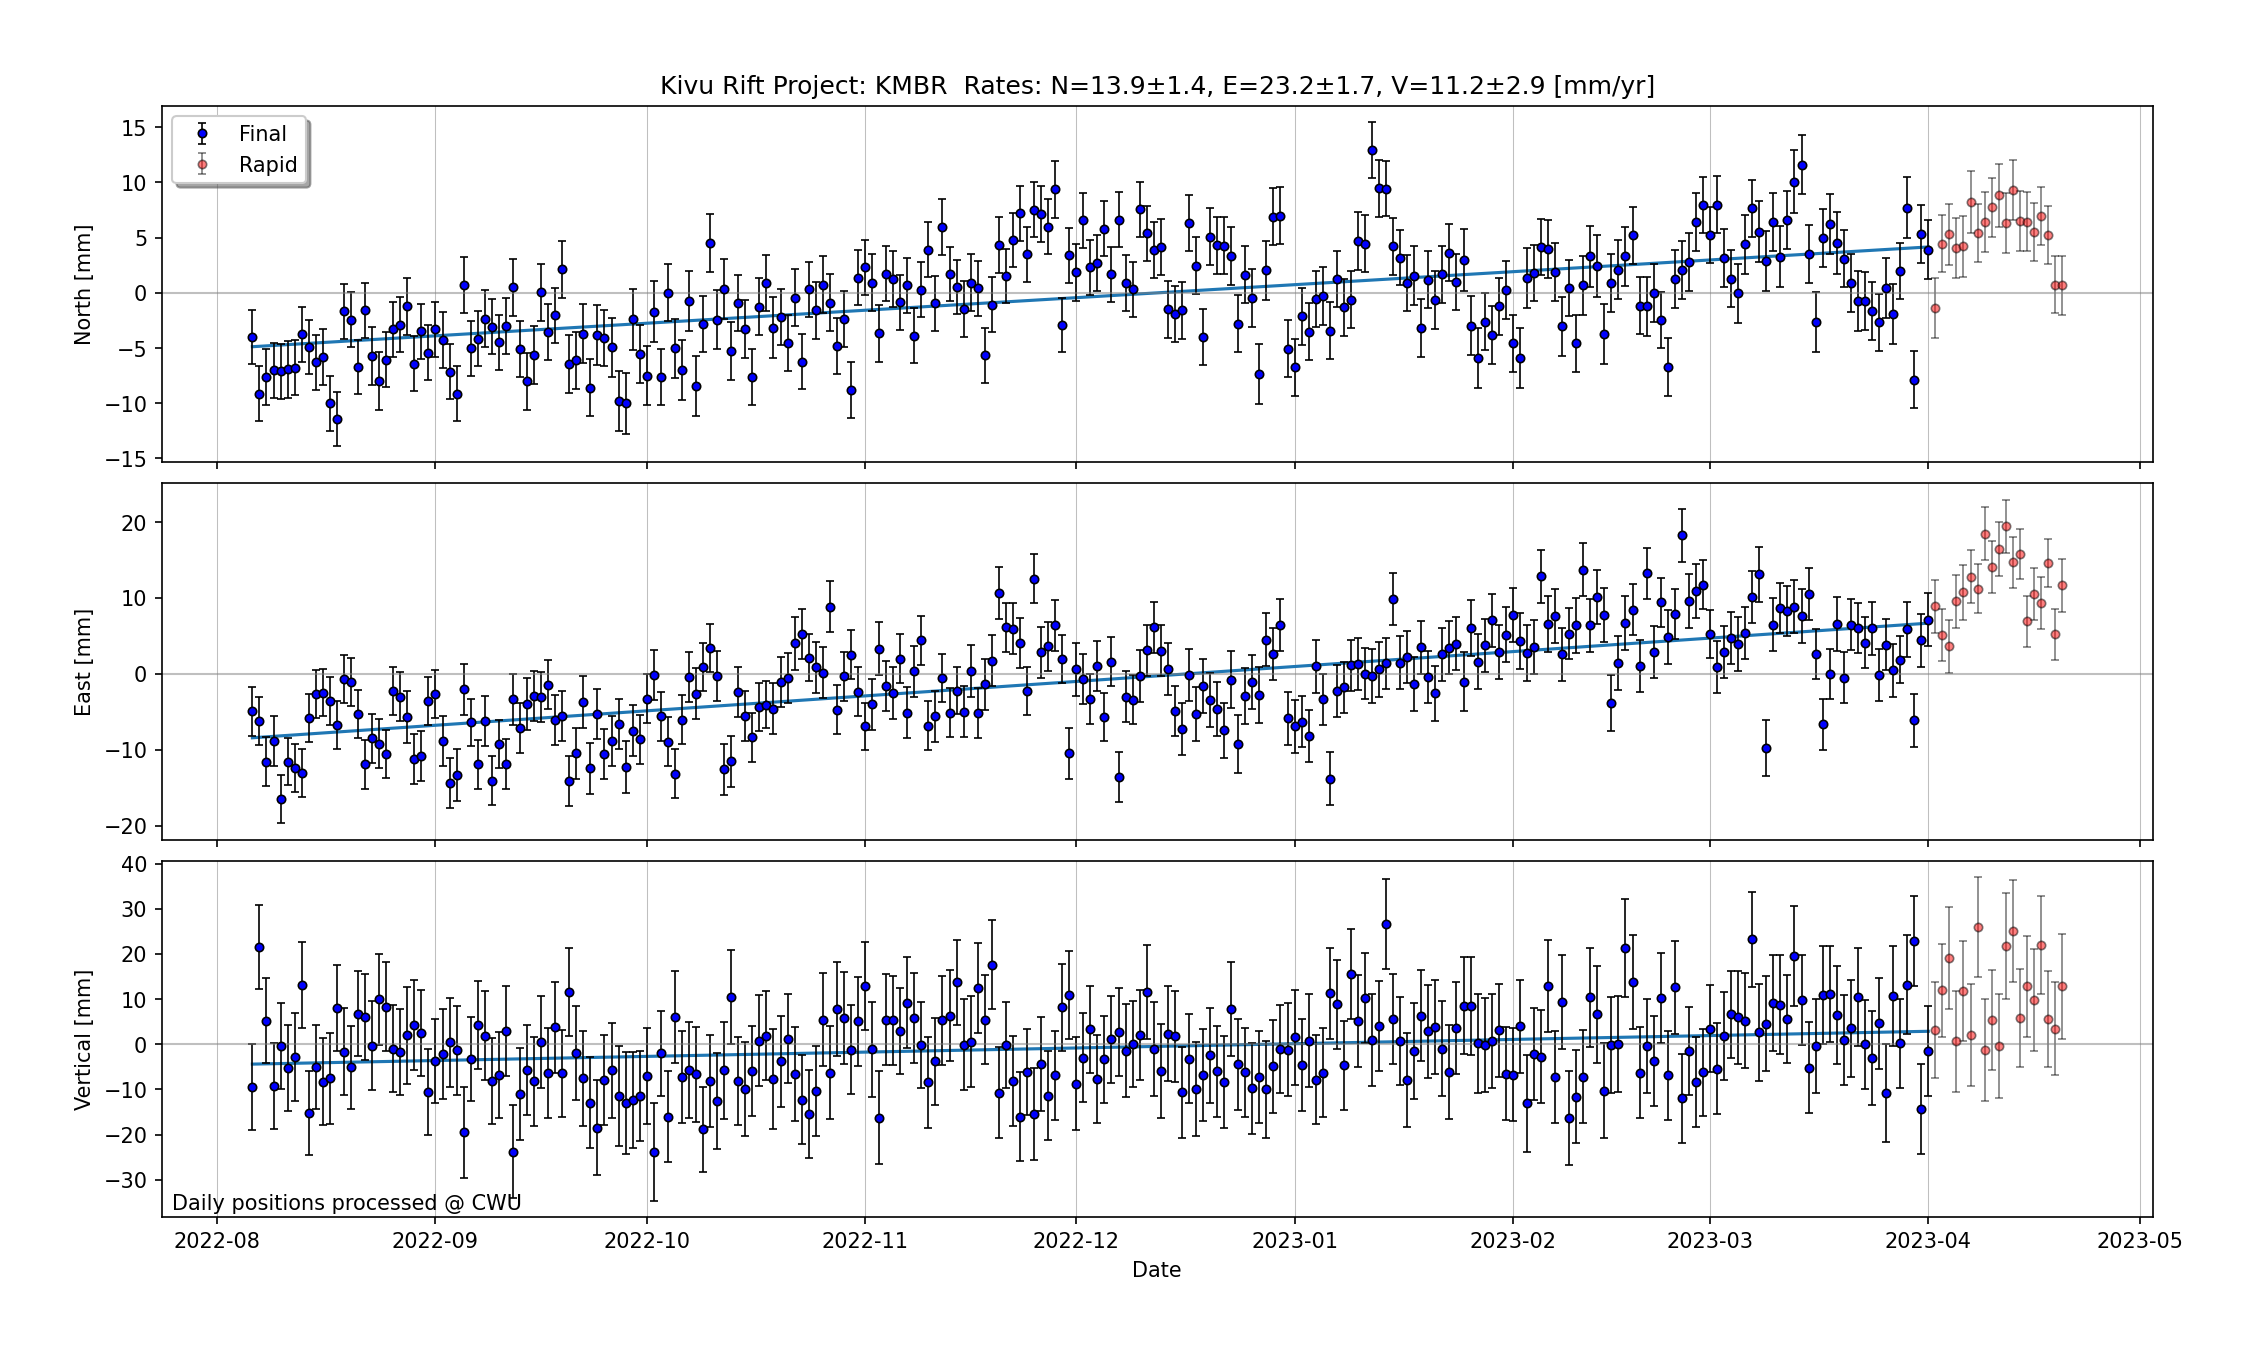 Kivu Rift Project: KMBR  Rates: N=13.9±1.4, E=23.2±1.7, V=11.2±2.9 [mm/yr]
Final
Rapid
North [mm]
15
10
5
0
−5
−10
−15
East [mm]
20
10
0
−10
−20
Vertical [mm]
40
30
20
10
0
−10
−20
−30
Daily positions processed @ CWU
2022-08 2022-09 2022-10 2022-11 2022-12 2023-01 2023-02 2023-03 2023-04 2023-05
Date